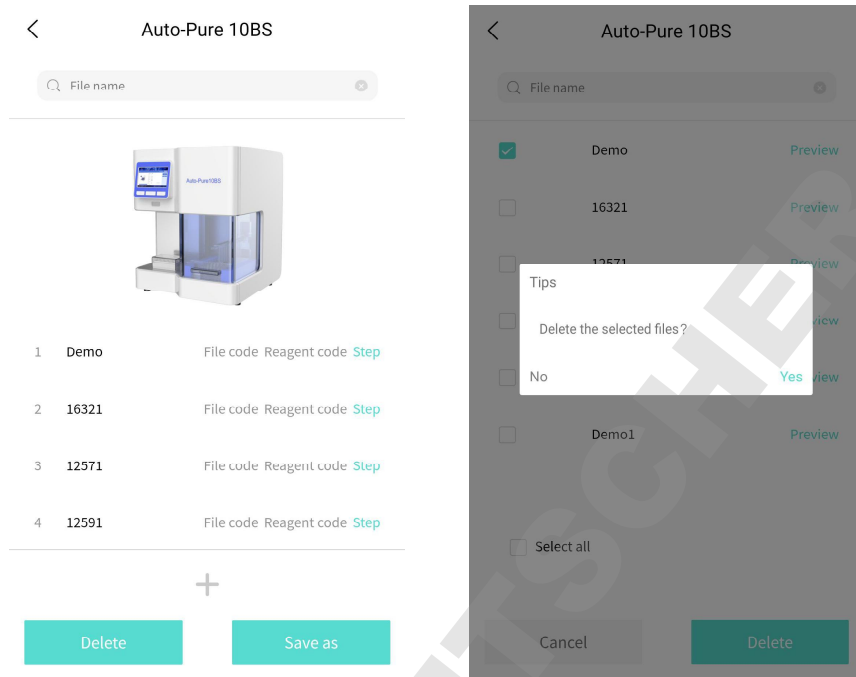 Auto-Pure 10BS
File name
Auto-Pure10BS
1 Demo File code Reagent code Step
2 16321 File code Reagent code Step
3 12571 File code Reagent code Step
4 12591 File code Reagent code Step
+
Delete Save as
Auto-Pure 10BS
File name
Demo Preview
16321 Preview
12571 Preview
Tips
view
Delete the selected files?
No Yes view
Demo1 Preview
Select all
Cancel Delete